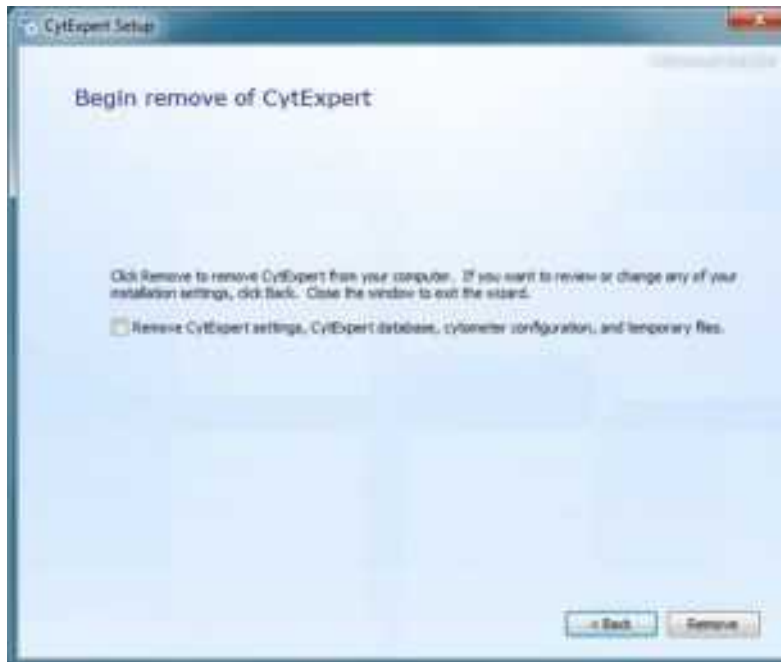 CytExpert Setup
Begin remove of CytExpert
Click Remove to remove CytExpert from your computer. If you want to review or change any of your
installation settings, click Back. Close the window to exit the wizard.
Remove CytExpert settings, CytExpert database, cytometer configuration, and temporary files.
< Back Remove